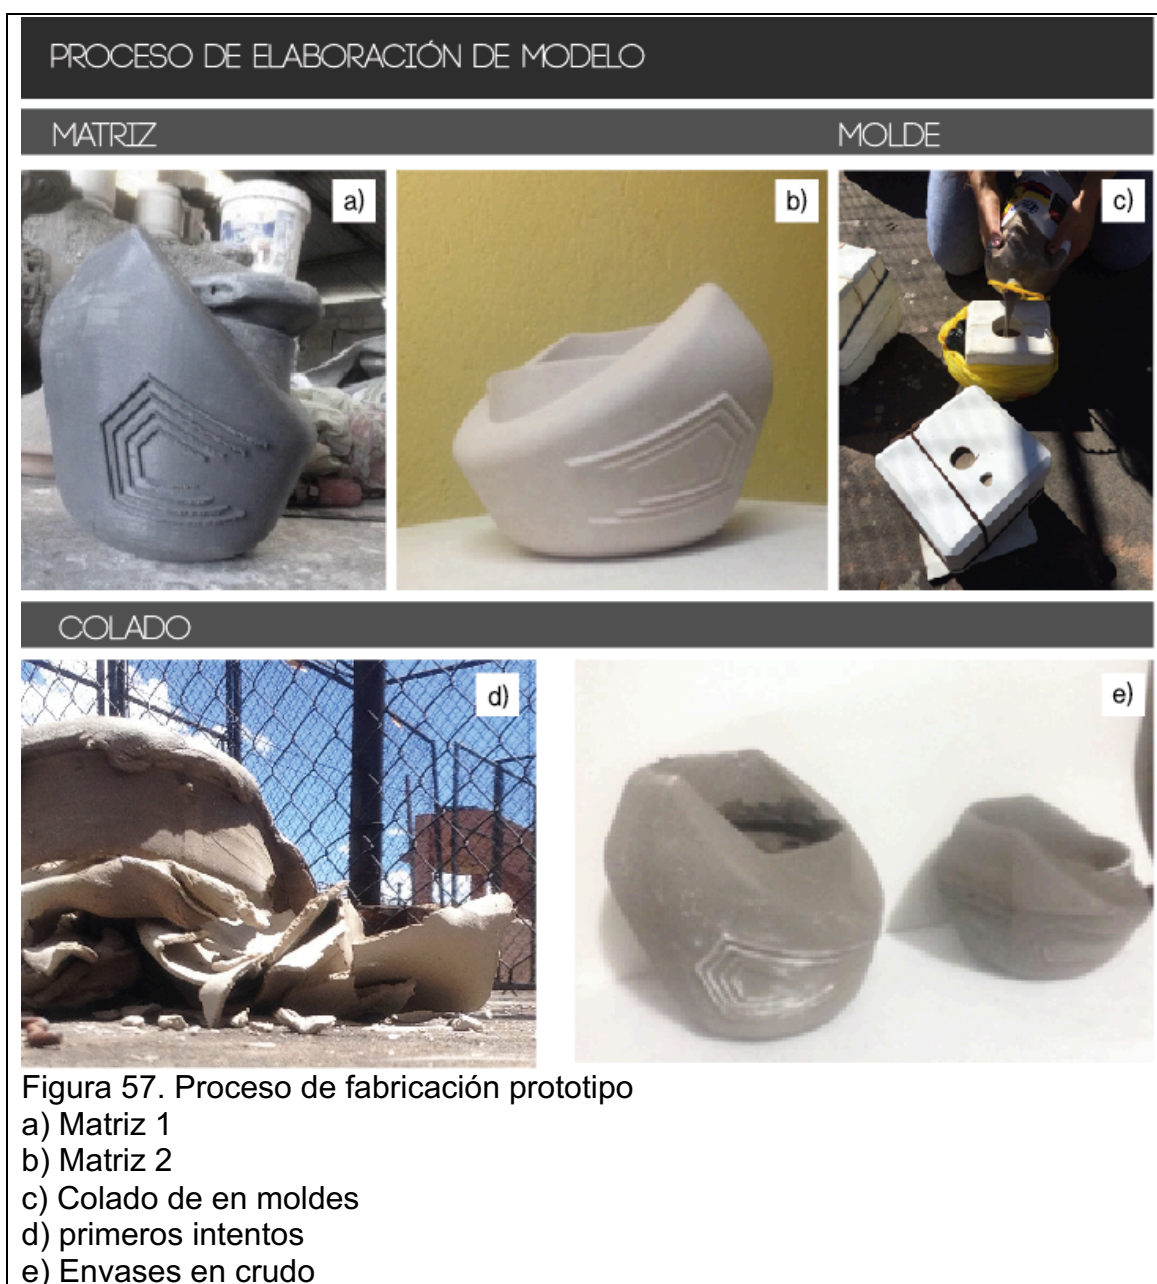 PROCESO DE ELABORACIÓN DE MODELO
MATRIZ
MOLDE
a)
b)
c)
COLADO
d)
e)
Figura 57. Proceso de fabricación prototipo
a) Matriz 1
b) Matriz 2
c) Colado de en moldes
d) primeros intentos
e) Envases en crudo